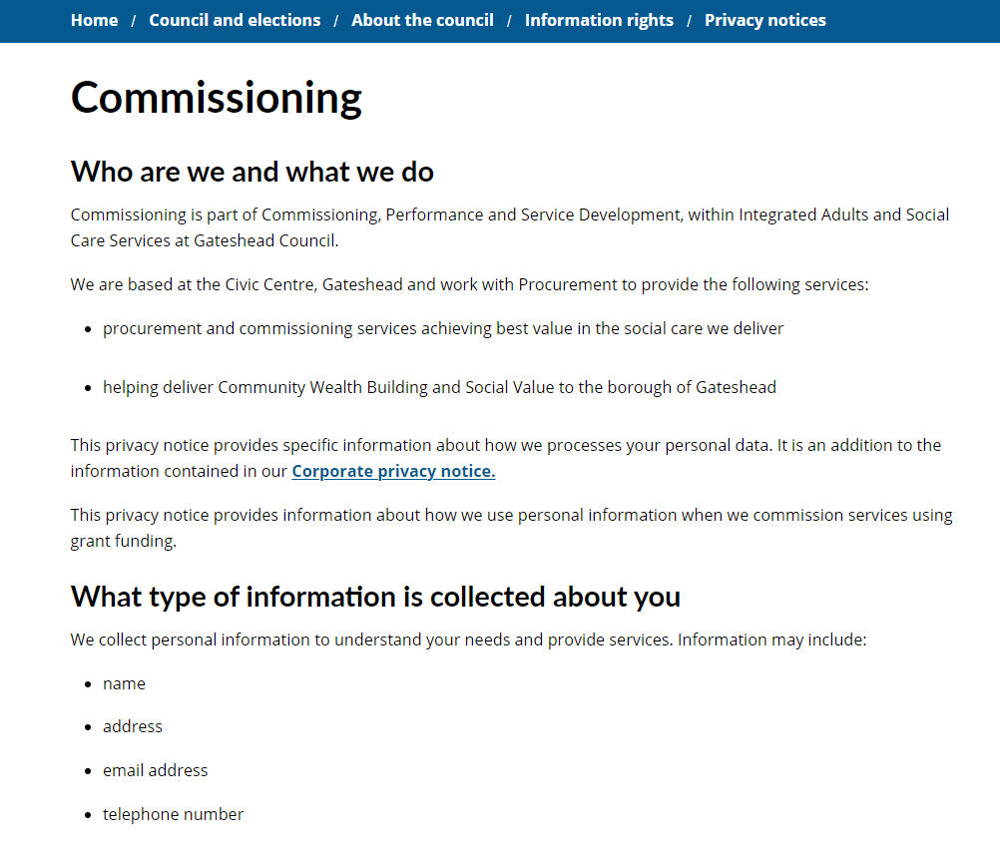 Home / Council and elections / About the council / Information rights / Privacy notices
Commissioning
Who are we and what we do
Commissioning is part of Commissioning, Performance and Service Development, within Integrated Adults and Social
Care Services at Gateshead Council.
We are based at the Civic Centre, Gateshead and work with Procurement to provide the following services:
• procurement and commissioning services achieving best value in the social care we deliver
• helping deliver Community Wealth Building and Social Value to the borough of Gateshead
This privacy notice provides specific information about how we processes your personal data. It is an addition to the
information contained in our Corporate privacy notice.
This privacy notice provides information about how we use personal information when we commission services using
grant funding.
What type of information is collected about you
We collect personal information to understand your needs and provide services. Information may include:
• name
• address
• email address
• telephone number